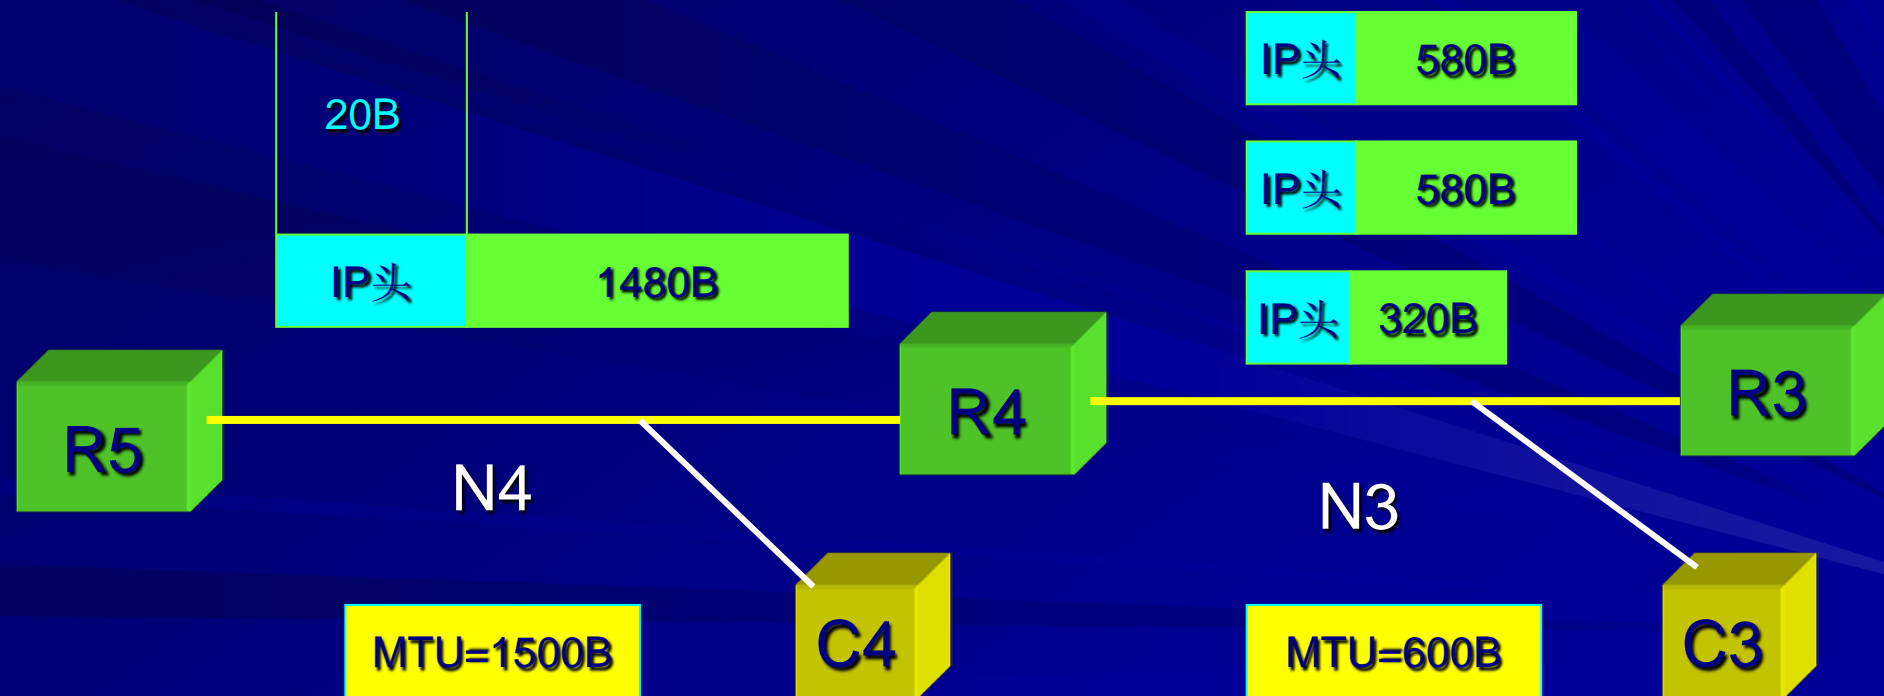 20B
IP头 1480B
IP头 580B
IP头 580B
IP头 320B
R5
R4
R3
N4
N3
MTU=1500B
C4
MTU=600B
C3